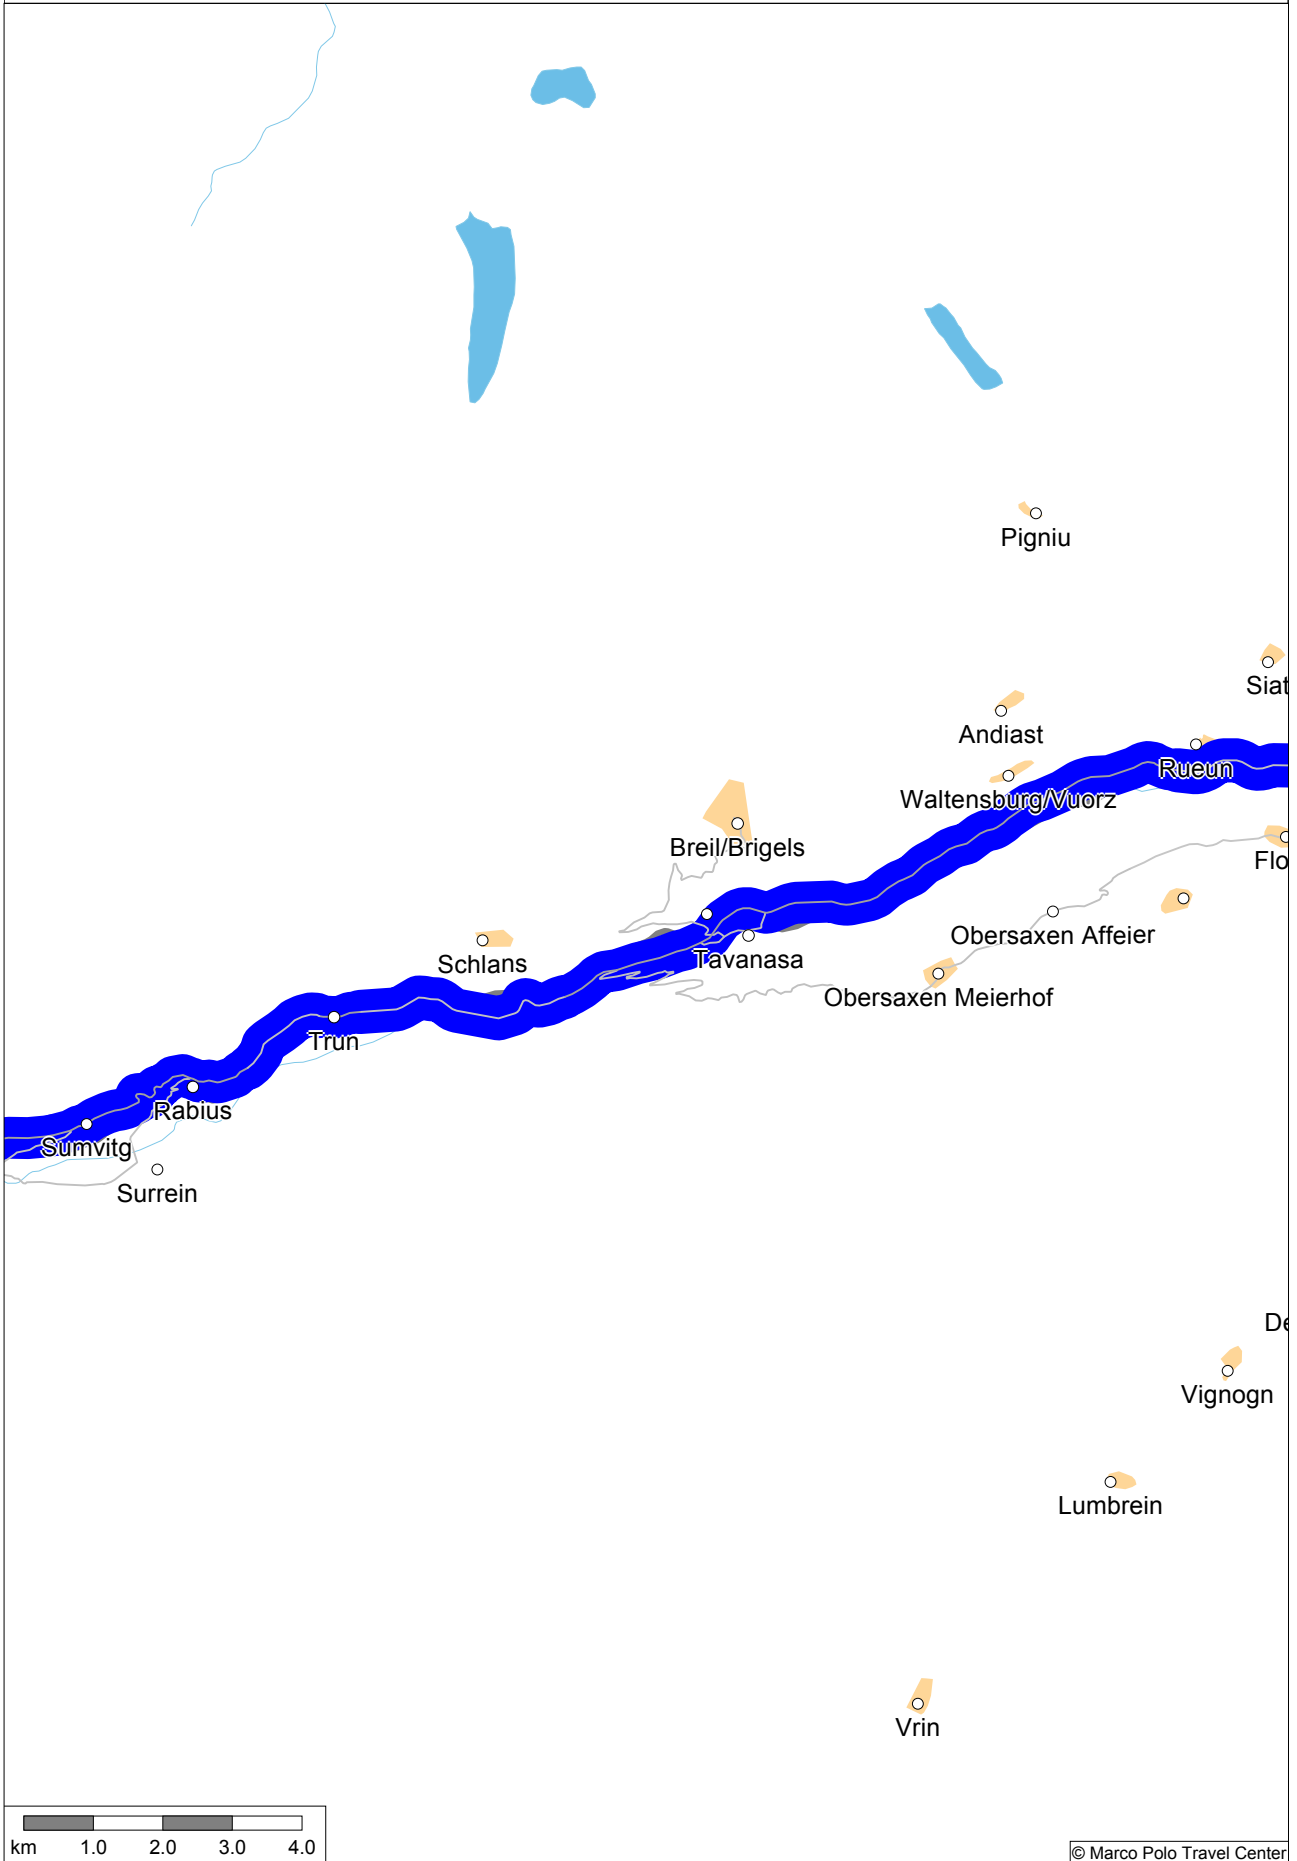 Pigniu
Siat
Andiast
Rueun
Waltensburg/Vuorz
Breil/Brigels
Flo
Obersaxen Affeier
Tavanasa
Schlans
Obersaxen Meierhof
Trun
Rabius
Sumvitg
Surrein
De
Vignogn
Lumbrein
Vrin
km 1.0 2.0 3.0 4.0
© Marco Polo Travel Center